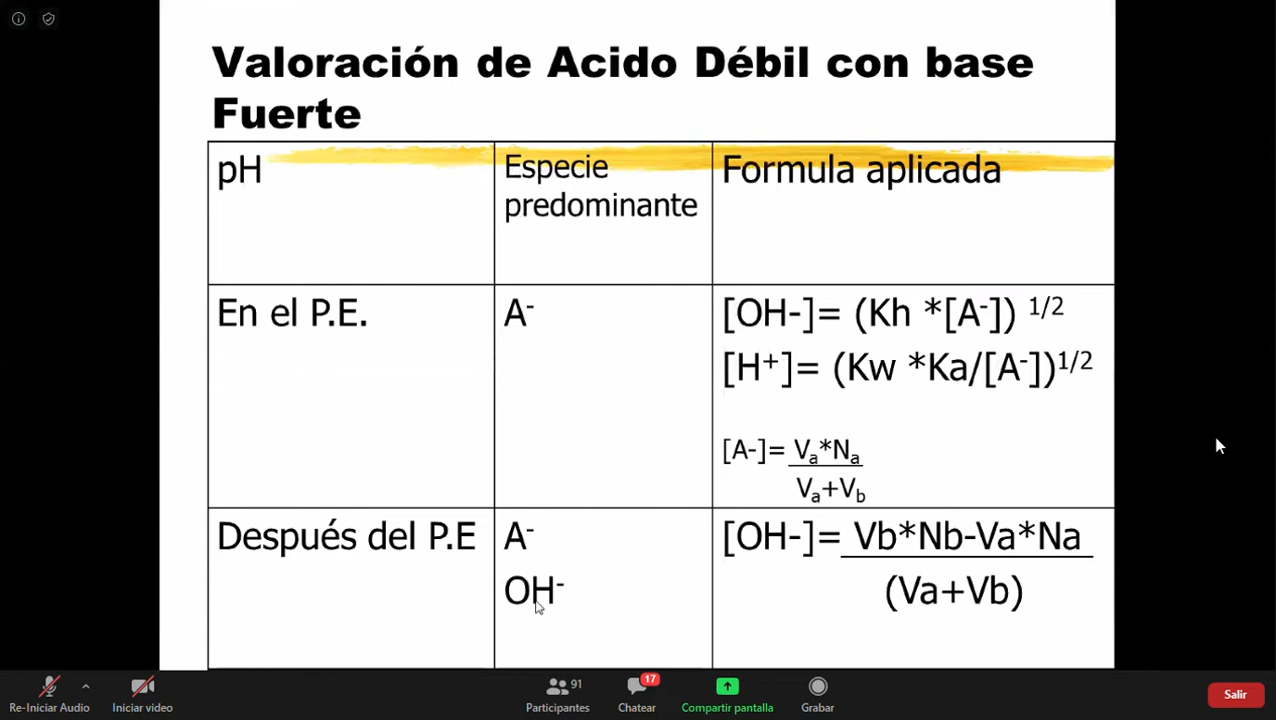 Valoración de Acido Débil con base
Fuerte
pH
Especie
predominante
Formula aplicada
En el P.E.
A-
[OH-]= (Kh *[A-]) 1/2
[H+]= (Kw *Ka/[A-])1/2
[A-]= Va*Na
Va+Vb
Después del P.E
A-
OH-
[OH-]= Vb*Nb-Va*Na
(Va+Vb)
Re-Iniciar Audio
Iniciar video
91
Participantes
17
Chatear
Compartir pantalla
Grabar
Salir